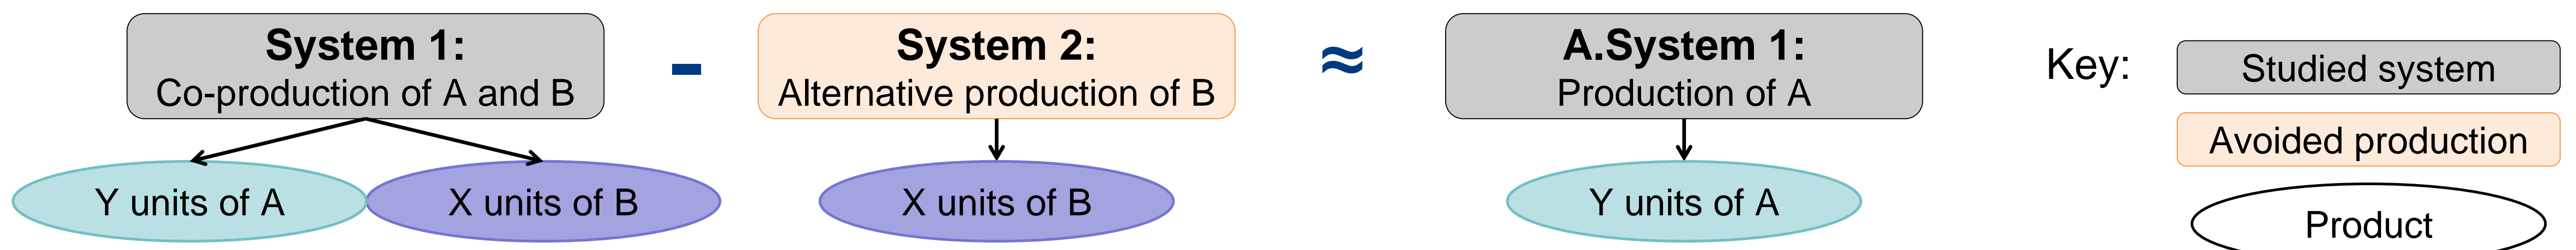 System 1:
Co-production of A and B
Y units of A
X units of B
-
System 2:
Alternative production of B
X units of B
≈
A.System 1:
Production of A
Y units of A
Key:
Studied system
Avoided production
Product